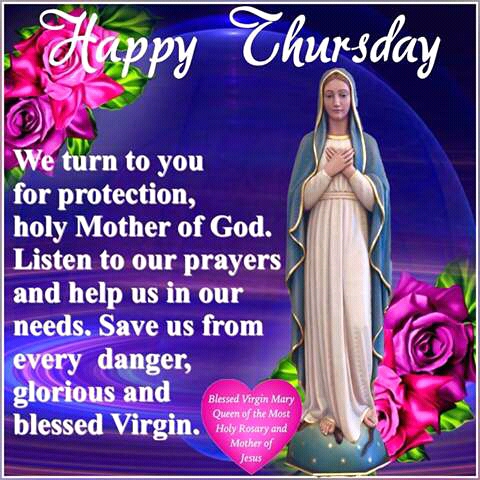 Happy Thursday
We turn to you
for protection,
holy Mother of God.
Listen to our prayers
and help us in our
needs. Save us from
every danger,
glorious and
blessed Virgin.
Blessed Virgin Mary
Queen of the Most
Holy Rosary and
Mother of
Jesus